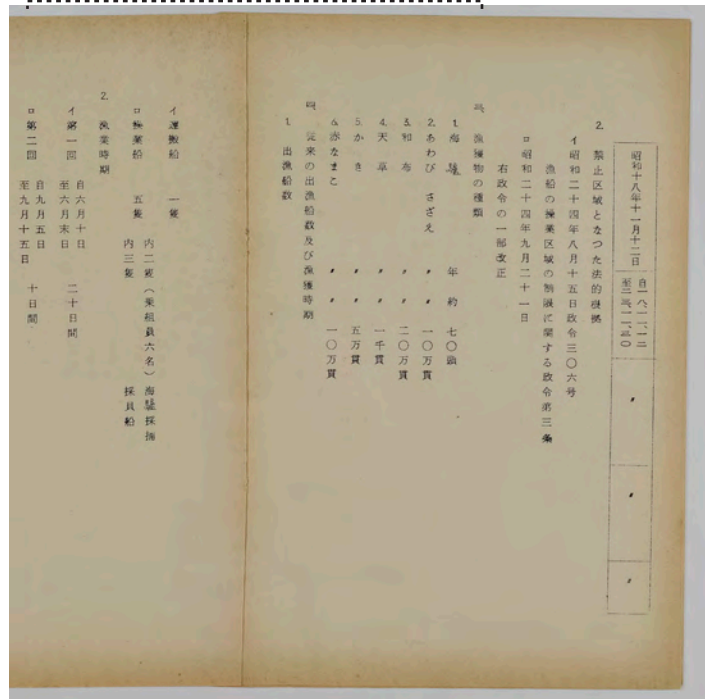 昭和十八年十一月十二日
自一八、一一、一二
〃
〃
〃
2. 禁止区域となつた法的根拠
イ 昭和二十四年八月十五日政令三〇六号
漁船の操業区域の制限に関する政令第三条
ロ 昭和二十四年九月二十一日
右政令の一部改正
漁獲物の種類
1. 海驢 年約 七〇頭
2. あわび さざえ 〃 〃 一〇万貫
3. 和布 〃 〃 二〇万貫
4. 天草 〃 〃 一千貫
5. かき 〃 〃 五万貫
6. 赤なまこ 〃 〃 一〇万貫
四、従来の出漁船数及び漁獲時期
1. 出漁船数
イ 運搬船 一隻
ロ 操業船 五隻
内二隻(乗組員六名) 海驢採捕
内三隻 採貝船
2. 漁業時期
イ 第一回 自六月十日
至六月末日 二十日間
ロ 第二回 自九月五日
至九月十五日 十日間